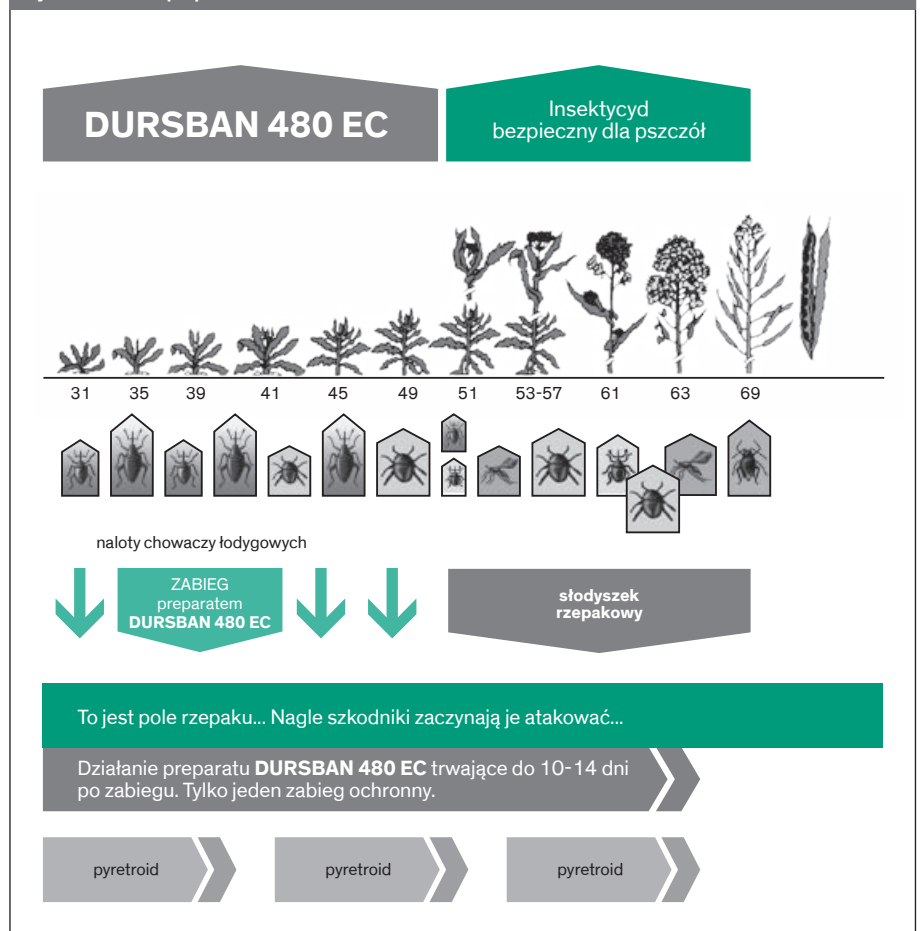 DURSBAN 480 EC
Insektycyd
bezpieczny dla pszczół
31 35 39 41 45 49 51 53-57 61 63 69
naloty chowaczy łodygowych
ZABIEG
preparatem
DURSBAN 480 EC
słodyszek
rzepakowy
To jest pole rzepaku... Nagle szkodniki zaczynają je atakować...
Działanie preparatu DURSBAN 480 EC trwające do 10-14 dni
po zabiegu. Tylko jeden zabieg ochronny.
pyretroid pyretroid pyretroid